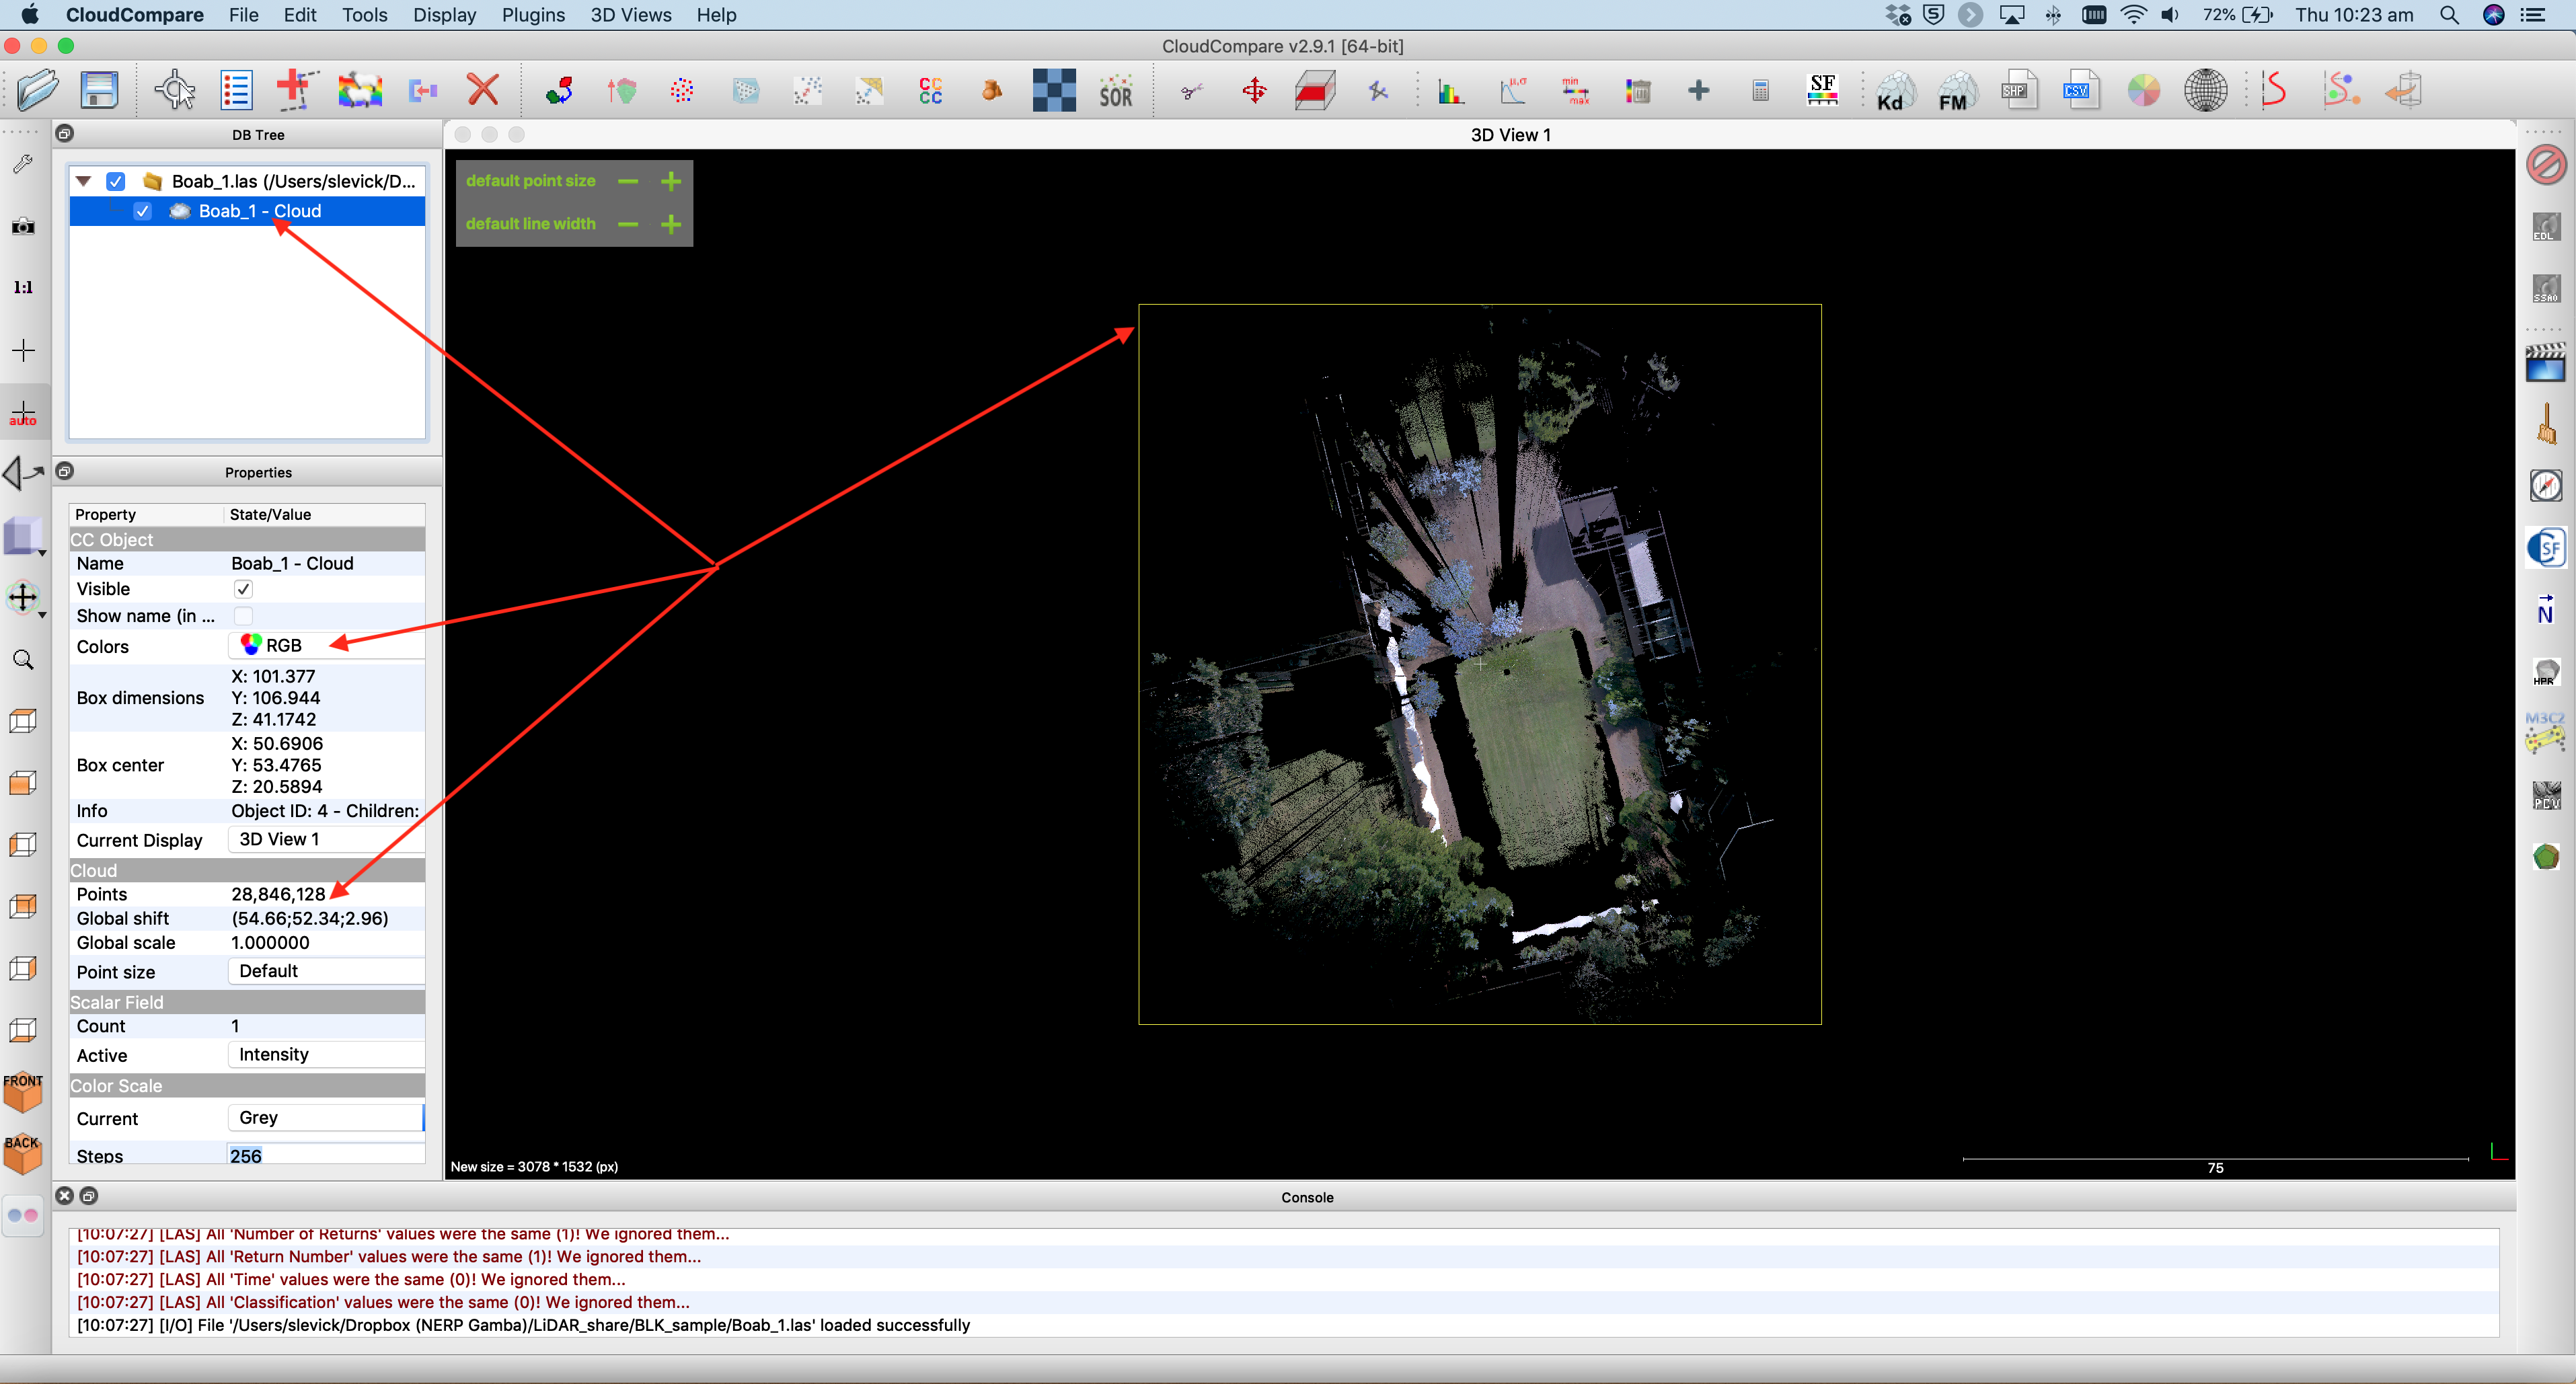 CloudCompare File Edit Tools Display Plugins 3D Views Help
72% Thu 10:23 am
CloudCompare v2.9.1 [64-bit]
CC
CC
SOR
μ,σ
min
max
SF
Kd
FM
SHP
CSV
DB Tree
3D View 1
Boab_1.las (/Users/slevick/D...
Boab_1 - Cloud
default point size
default line width
1:1
auto
Properties
Property State/Value
CC Object
Name Boab_1 - Cloud
Visible
Show name (in ...
Colors RGB
Box dimensions
X: 101.377
Y: 106.944
Z: 41.1742
Box center
X: 50.6906
Y: 53.4765
Z: 20.5894
Info Object ID: 4 - Children:
Current Display 3D View 1
Cloud
Points 28,846,128
Global shift (54.66;52.34;2.96)
Global scale 1.000000
Point size Default
Scalar Field
Count 1
Active Intensity
Color Scale
Current Grey
Steps 256
FRONT
BACK
New size = 3078 * 1532 (px)
75
EDL
SSAO
SF
N
HPR
M3C2
PCV
Console
[10:07:27] [LAS] All 'Number of Returns' values were the same (1)! We ignored them...
[10:07:27] [LAS] All 'Return Number' values were the same (1)! We ignored them...
[10:07:27] [LAS] All 'Time' values were the same (0)! We ignored them...
[10:07:27] [LAS] All 'Classification' values were the same (0)! We ignored them...
[10:07:27] [I/O] File '/Users/slevick/Dropbox (NERP Gamba)/LiDAR_share/BLK_sample/Boab_1.las' loaded successfully